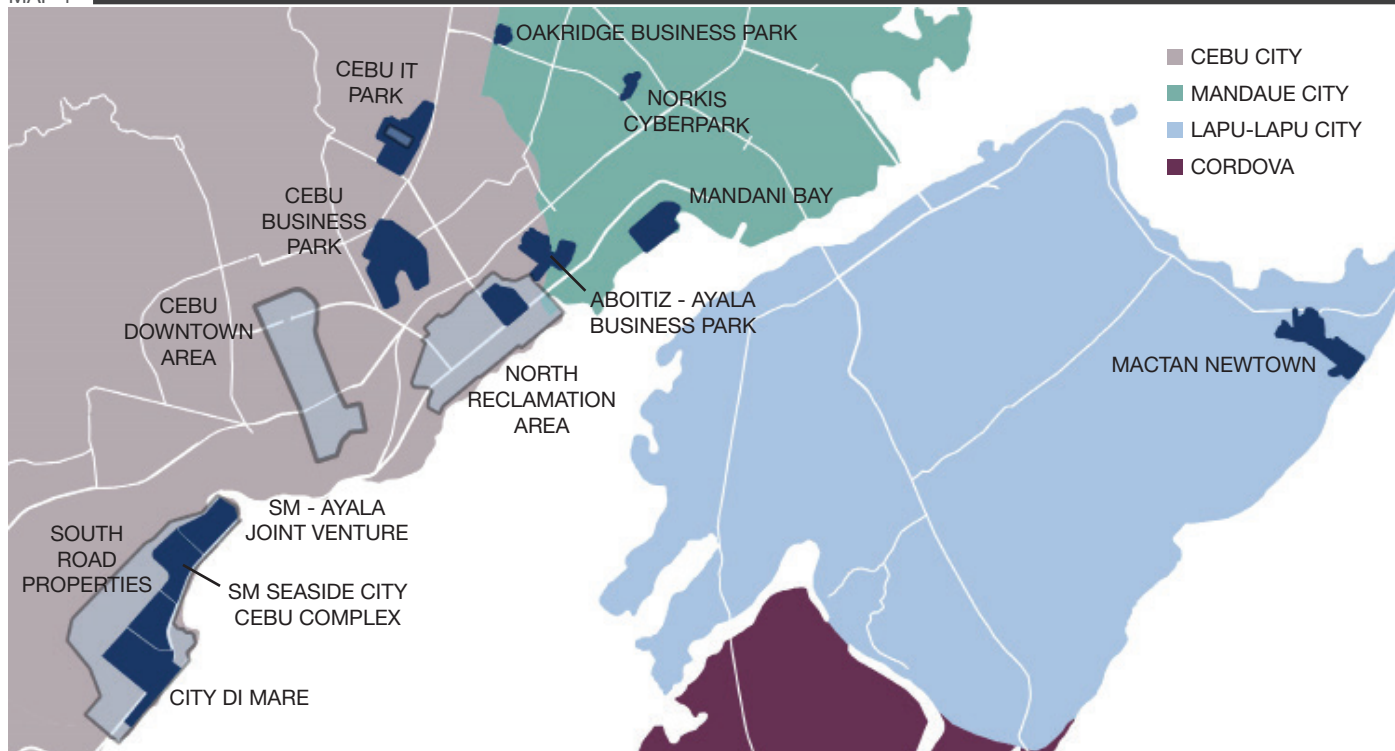 OAKRIDGE BUSINESS PARK
CEBU IT
PARK
NORKIS
CYBERPARK
CEBU CITY
MANDAUE CITY
LAPU-LAPU CITY
CORDOVA
CEBU
BUSINESS
PARK
MANDANI BAY
ABOITIZ - AYALA
BUSINESS PARK
CEBU
DOWNTOWN
AREA
MACTAN NEWTOWN
NORTH
RECLAMATION
AREA
SM - AYALA
JOINT VENTURE
SOUTH
ROAD
PROPERTIES
SM SEASIDE CITY
CEBU COMPLEX
CITY DI MARE